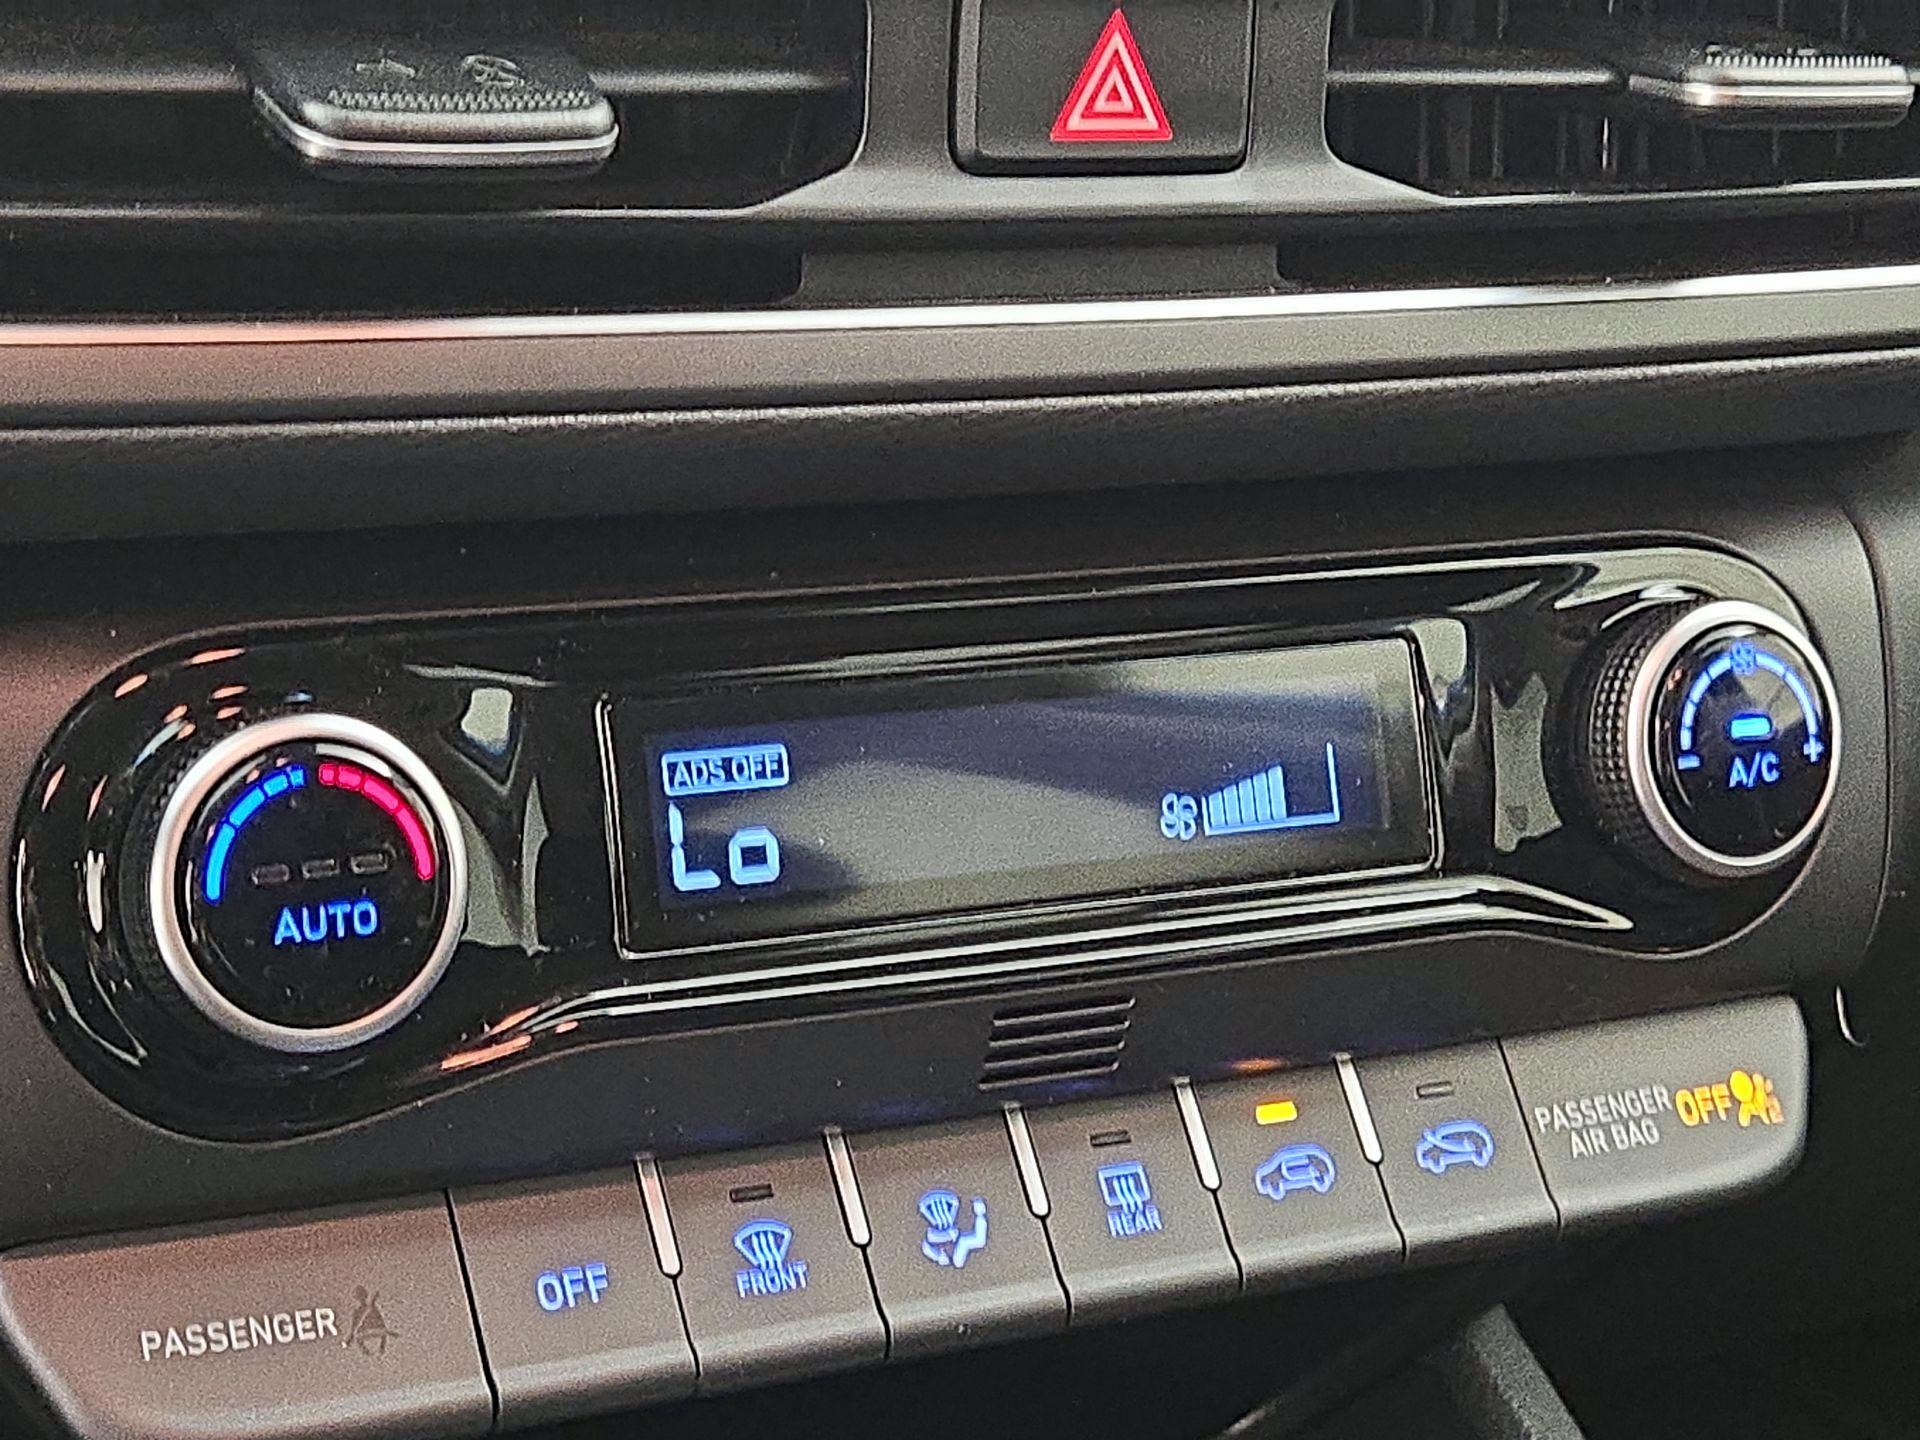 ADS OFF
Lo
AUTO
A/C
PASSENGER
OFF
FRONT
REAR
PASSENGER
AIR BAG
OFF